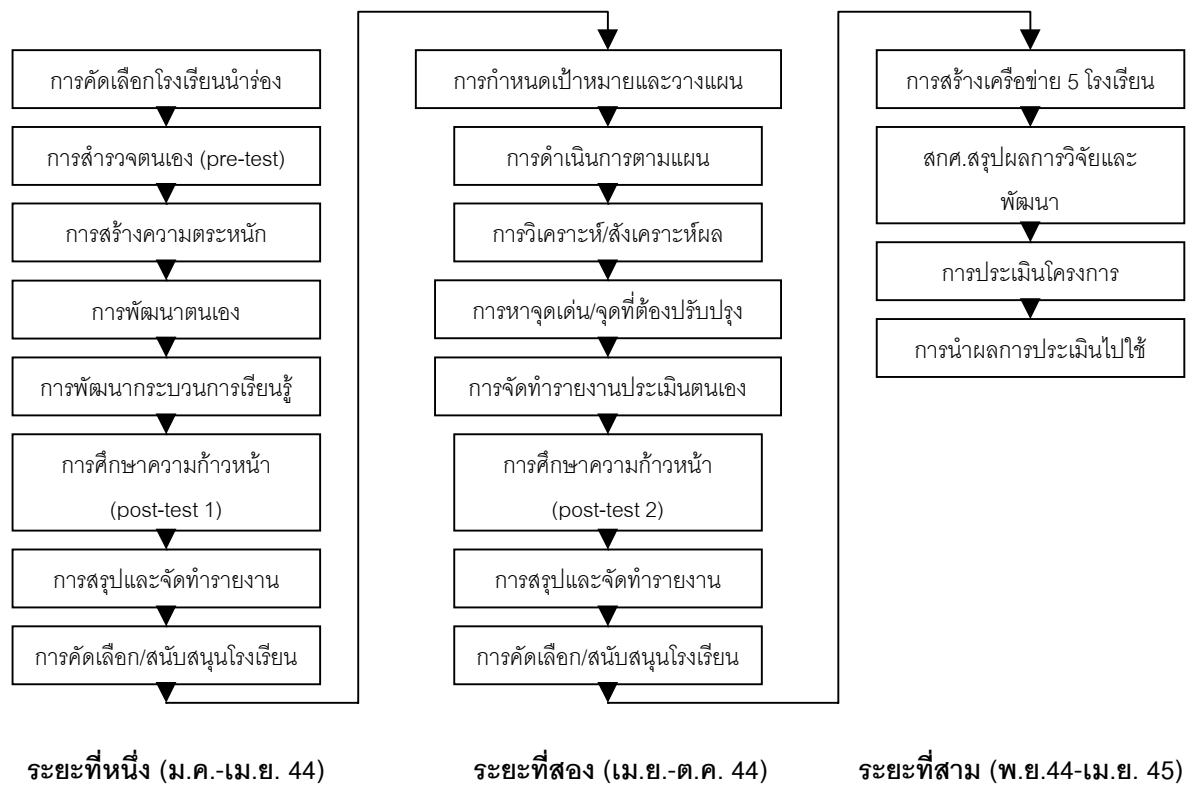 การคัดเลือกโรงเรียนนำร่อง
การสำรวจตนเอง (pre-test)
การสร้างความตระหนัก
การพัฒนาตนเอง
การพัฒนากระบวนการเรียนรู้
การศึกษาความก้าวหน้า
(post-test 1)
การสรุปและจัดทำรายงาน
การคัดเลือก/สนับสนุนโรงเรียน
ระยะที่หนึ่ง (ม.ค.-เม.ย. 44)
การกำหนดเป้าหมายและวางแผน
การดำเนินการตามแผน
การวิเคราะห์/สังเคราะห์ผล
การหาจุดเด่น/จุดที่ต้องปรับปรุง
การจัดทำรายงานประเมินตนเอง
การศึกษาความก้าวหน้า
(post-test 2)
การสรุปและจัดทำรายงาน
การคัดเลือก/สนับสนุนโรงเรียน
ระยะที่สอง (เม.ย.-ต.ค. 44)
การสร้างเครือข่าย 5 โรงเรียน
สกศ.สรุปผลการวิจัยและ
พัฒนา
การประเมินโครงการ
การนำผลการประเมินไปใช้
ระยะที่สาม (พ.ย.44-เม.ย. 45)